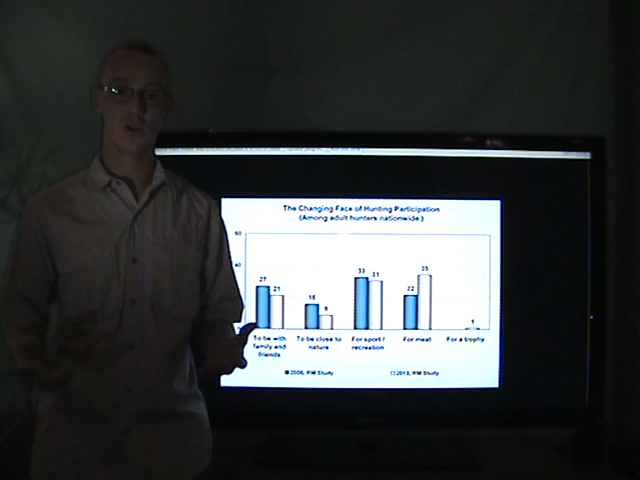 The Changing Face of Hunting Participation
(Among adult hunters nationwide.)
60
40
27
21
16
9
33
31
22
35
1
To be with family and friends
To be close to nature
For sport / recreation
For meat
For a trophy
2006, RM Study
2013, RM Study